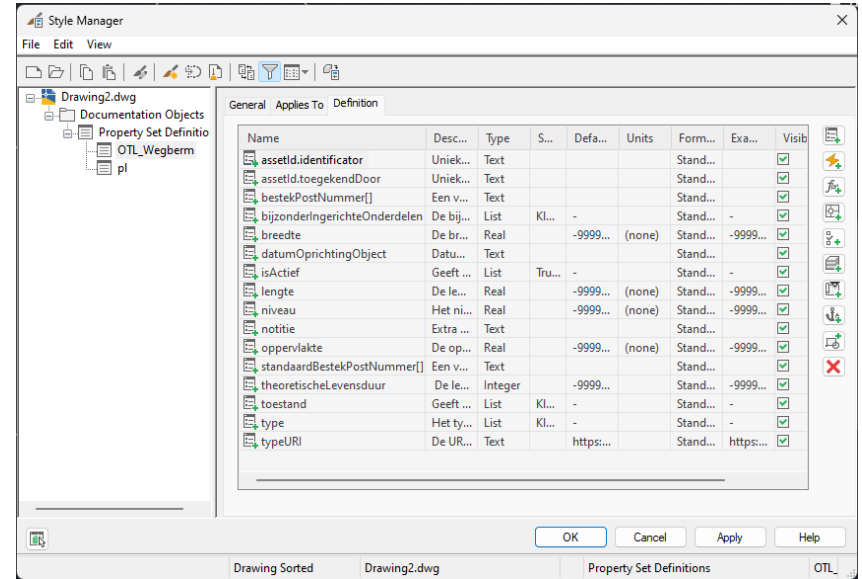 Style Manager
File Edit View
Drawing2.dwg
Documentation Objects
Property Set Definitio
OTL_Wegberm
pl
General Applies To Definition
Name Desc... Type S... Defa... Units Form... Exa... Visib
assetId.identificator Uniek... Text Stand...
assetId.toegekendDoor Uniek... Text Stand...
bestekPostNummer[] Een v... Text Stand...
bijzonderIngerichteOnderdelen De bij... List Kl... - Stand... -
breedte De br... Real -9999... (none) Stand... -9999...
datumOprichtingObject Datu... Text Stand...
isActief Geeft ... List Tru... - Stand... -
lengte De le... Real -9999... (none) Stand... -9999...
niveau Het ni... Real -9999... (none) Stand... -9999...
notitie Extra ... Text Stand...
oppervlakte De op... Real -9999... (none) Stand... -9999...
standaardBestekPostNummer[] Een v... Text Stand...
theoretischeLevensduur De le... Integer -9999... Stand... -9999...
toestand Geeft ... List Kl... - Stand... -
type Het ty... List Kl... - Stand... -
typeURI De UR... Text https:... Stand... https:...
OK Cancel Apply Help
Drawing Sorted Drawing2.dwg Property Set Definitions OTL_